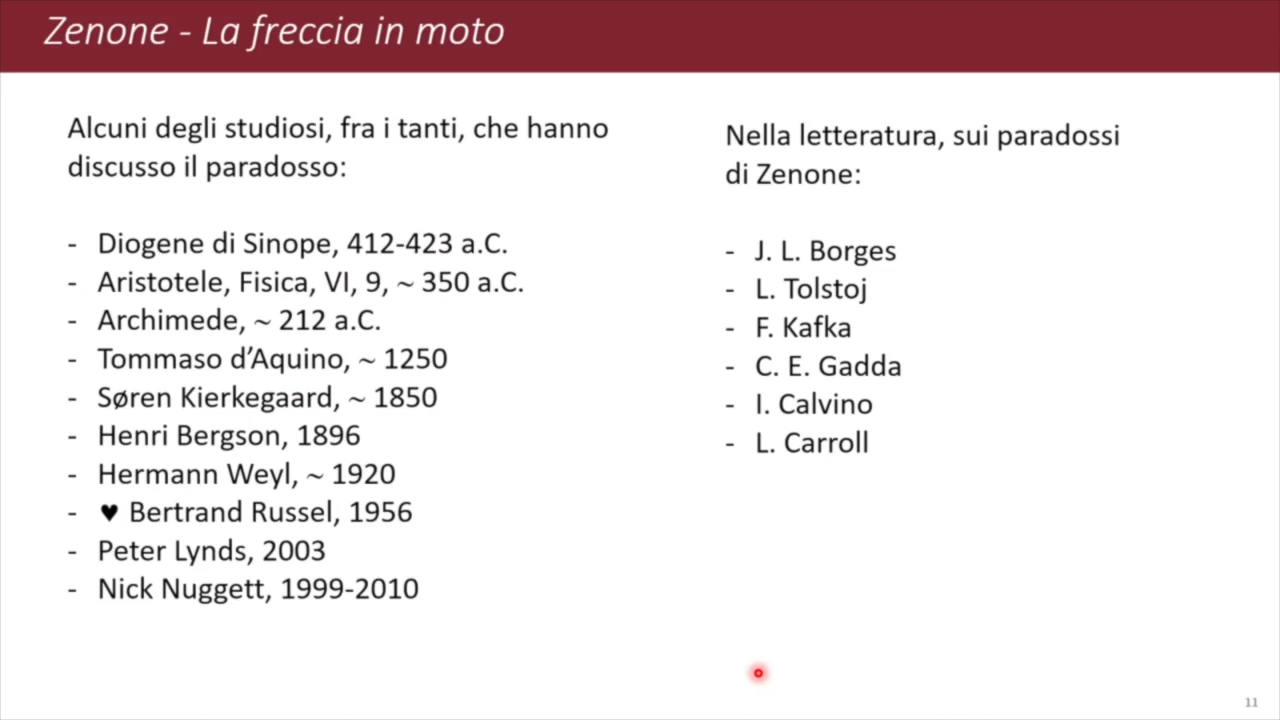 Zenone - La freccia in moto
Alcuni degli studiosi, fra i tanti, che hanno
discusso il paradosso:
- Diogene di Sinope, 412-423 a.C.
- Aristotele, Fisica, VI, 9, ~ 350 a.C.
- Archimede, ~ 212 a.C.
- Tommaso d’Aquino, ~ 1250
- Søren Kierkegaard, ~ 1850
- Henri Bergson, 1896
- Hermann Weyl, ~ 1920
- ♥ Bertrand Russel, 1956
- Peter Lynds, 2003
- Nick Nuggett, 1999-2010
Nella letteratura, sui paradossi
di Zenone:
- J. L. Borges
- L. Tolstoj
- F. Kafka
- C. E. Gadda
- I. Calvino
- L. Carroll
11